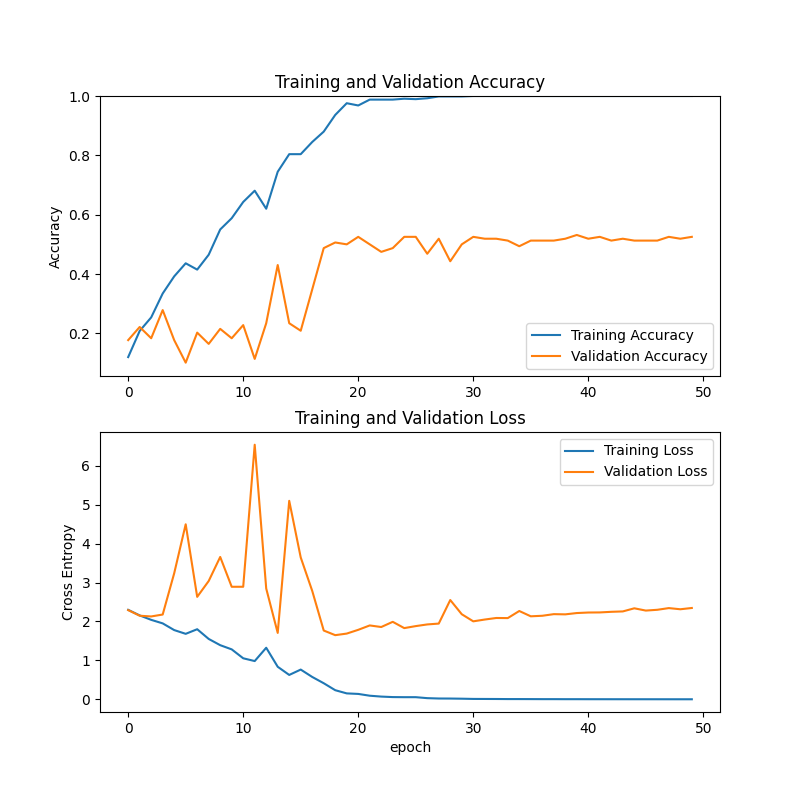 Training and Validation Accuracy
1.0
0.8
0.6
0.4
0.2
Accuracy
Training Accuracy
Validation Accuracy
0 10 20 30 40 50
Training and Validation Loss
6
5
4
3
2
1
0
Cross Entropy
Training Loss
Validation Loss
0 10 20 30 40 50
epoch